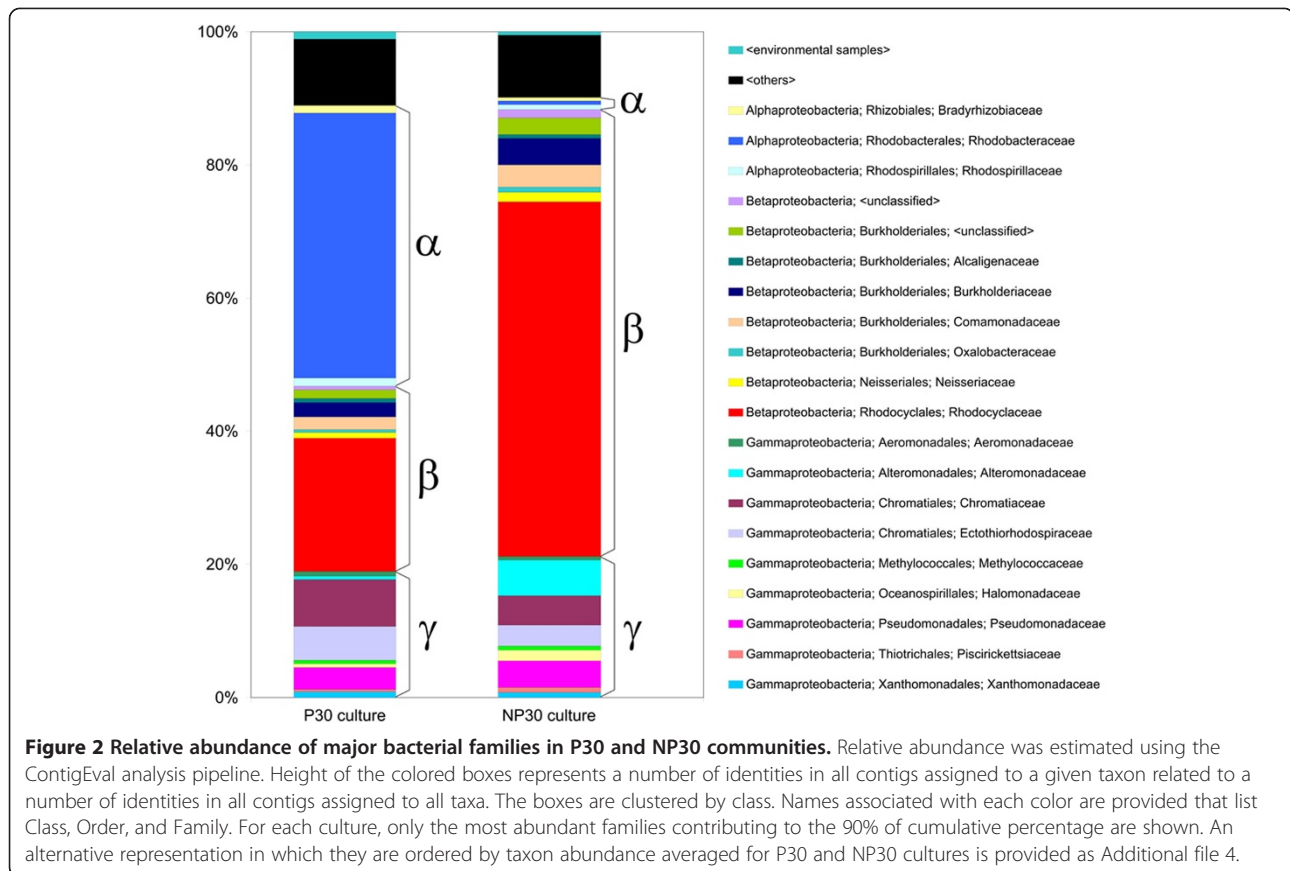 100%
80%
60%
40%
20%
0%
α
β
γ
α
β
γ
P30 culture
NP30 culture
<environmental samples>
<others>
Alphaproteobacteria; Rhizobiales; Bradyrhizobiaceae
Alphaproteobacteria; Rhodobacterales; Rhodobacteraceae
Alphaproteobacteria; Rhodospirillales; Rhodospirillaceae
Betaproteobacteria; <unclassified>
Betaproteobacteria; Burkholderiales; <unclassified>
Betaproteobacteria; Burkholderiales; Alcaligenaceae
Betaproteobacteria; Burkholderiales; Burkholderiaceae
Betaproteobacteria; Burkholderiales; Comamonadaceae
Betaproteobacteria; Burkholderiales; Oxalobacteraceae
Betaproteobacteria; Neisseriales; Neisseriaceae
Betaproteobacteria; Rhodocyclales; Rhodocyclaceae
Gammaproteobacteria; Aeromonadales; Aeromonadaceae
Gammaproteobacteria; Alteromonadales; Alteromonadaceae
Gammaproteobacteria; Chromatiales; Chromatiaceae
Gammaproteobacteria; Chromatiales; Ectothiorhodospiraceae
Gammaproteobacteria; Methylococcales; Methylococcaceae
Gammaproteobacteria; Oceanospirillales; Halomonadaceae
Gammaproteobacteria; Pseudomonadales; Pseudomonadaceae
Gammaproteobacteria; Thiotrichales; Piscirickettsiaceae
Gammaproteobacteria; Xanthomonadales; Xanthomonadaceae
Figure 2 Relative abundance of major bacterial families in P30 and NP30 communities. Relative abundance was estimated using the
ContigEval analysis pipeline. Height of the colored boxes represents a number of identities in all contigs assigned to a given taxon related to a
number of identities in all contigs assigned to all taxa. The boxes are clustered by class. Names associated with each color are provided that list
Class, Order, and Family. For each culture, only the most abundant families contributing to the 90% of cumulative percentage are shown. An
alternative representation in which they are ordered by taxon abundance averaged for P30 and NP30 cultures is provided as Additional file 4.